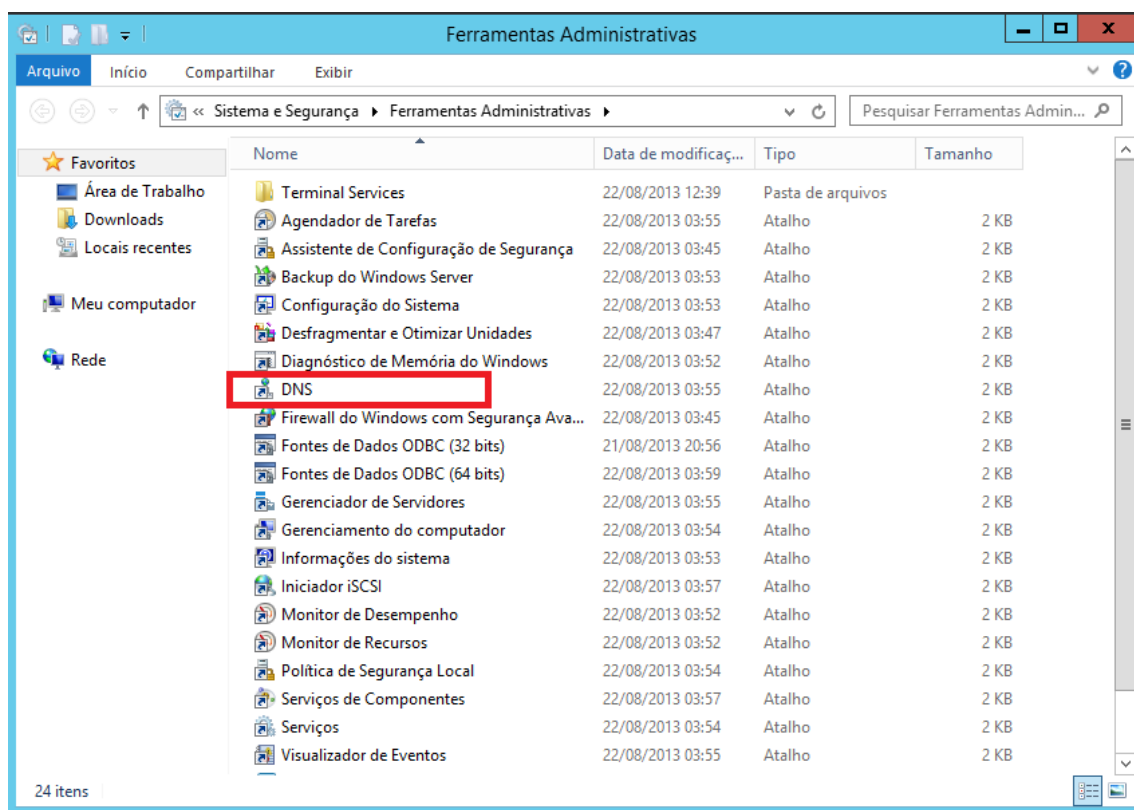 Ferramentas Administrativas
Arquivo Início Compartilhar Exibir
« Sistema e Segurança Ferramentas Administrativas Pesquisar Ferramentas Admin...
Favoritos
Área de Trabalho
Downloads
Locais recentes
Meu computador
Rede
Nome Data de modificaç... Tipo Tamanho
Terminal Services 22/08/2013 12:39 Pasta de arquivos
Agendador de Tarefas 22/08/2013 03:55 Atalho 2 KB
Assistente de Configuração de Segurança 22/08/2013 03:45 Atalho 2 KB
Backup do Windows Server 22/08/2013 03:53 Atalho 2 KB
Configuração do Sistema 22/08/2013 03:53 Atalho 2 KB
Desfragmentar e Otimizar Unidades 22/08/2013 03:47 Atalho 2 KB
Diagnóstico de Memória do Windows 22/08/2013 03:52 Atalho 2 KB
DNS 22/08/2013 03:55 Atalho 2 KB
Firewall do Windows com Segurança Ava... 22/08/2013 03:45 Atalho 2 KB
Fontes de Dados ODBC (32 bits) 21/08/2013 20:56 Atalho 2 KB
Fontes de Dados ODBC (64 bits) 22/08/2013 03:59 Atalho 2 KB
Gerenciador de Servidores 22/08/2013 03:55 Atalho 2 KB
Gerenciamento do computador 22/08/2013 03:54 Atalho 2 KB
Informações do sistema 22/08/2013 03:53 Atalho 2 KB
Iniciador iSCSI 22/08/2013 03:57 Atalho 2 KB
Monitor de Desempenho 22/08/2013 03:52 Atalho 2 KB
Monitor de Recursos 22/08/2013 03:52 Atalho 2 KB
Política de Segurança Local 22/08/2013 03:54 Atalho 2 KB
Serviços de Componentes 22/08/2013 03:57 Atalho 2 KB
Serviços 22/08/2013 03:54 Atalho 2 KB
Visualizador de Eventos 22/08/2013 03:55 Atalho 2 KB
24 itens